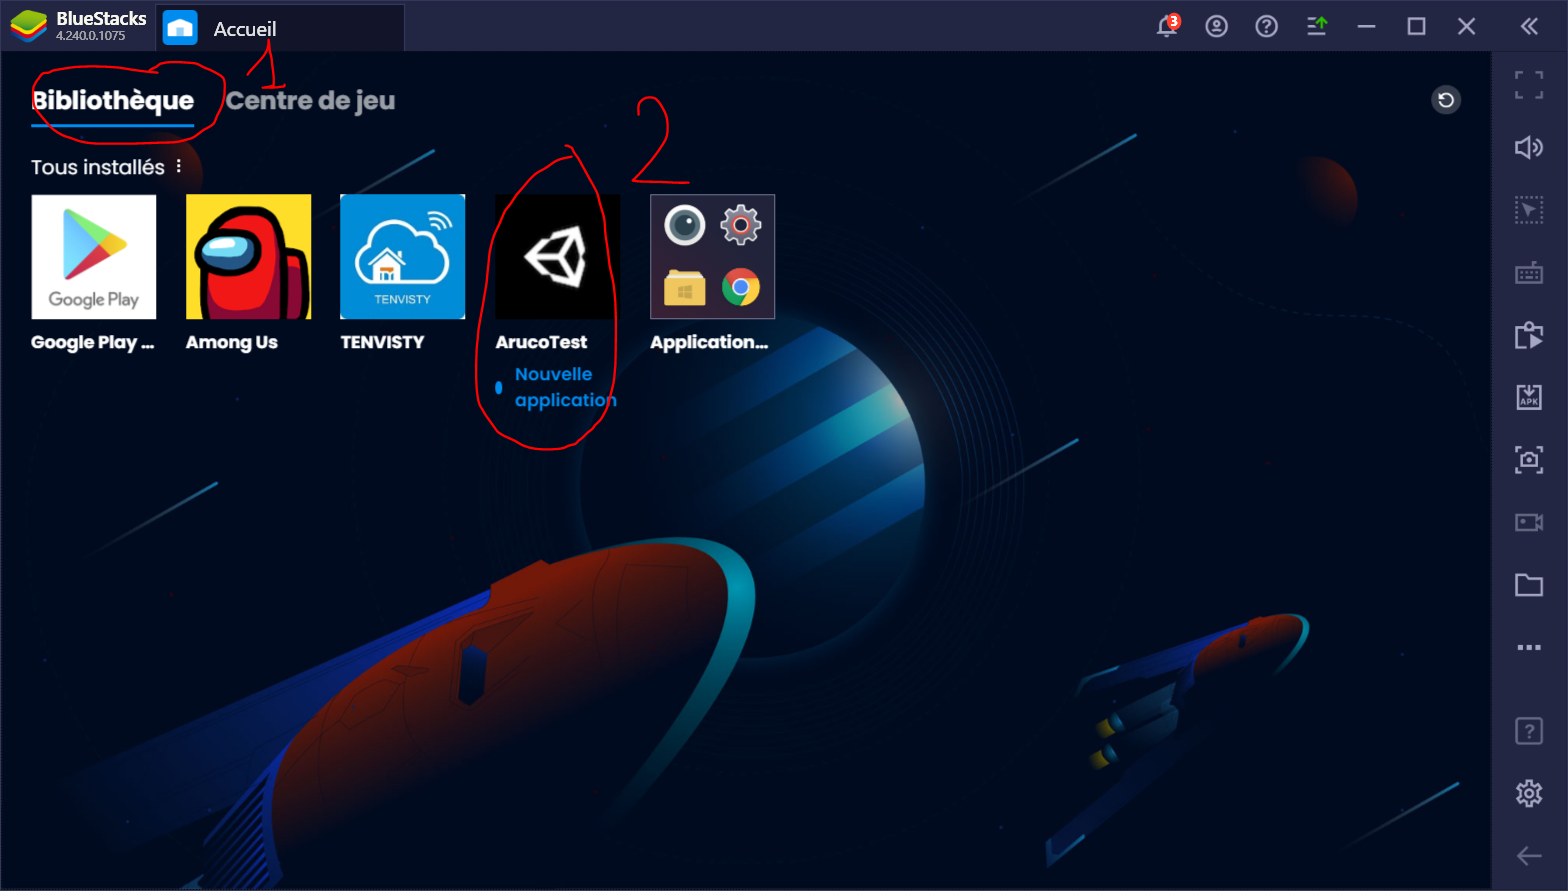 BlueStacks
4.240.0.1075
Accueil
3
1
Bibliothèque
Centre de jeu
2
Tous installés
Google Play
TENVISTY
Google Play ...
Among Us
TENVISTY
ArucoTest
Application...
Nouvelle
application
APK
?